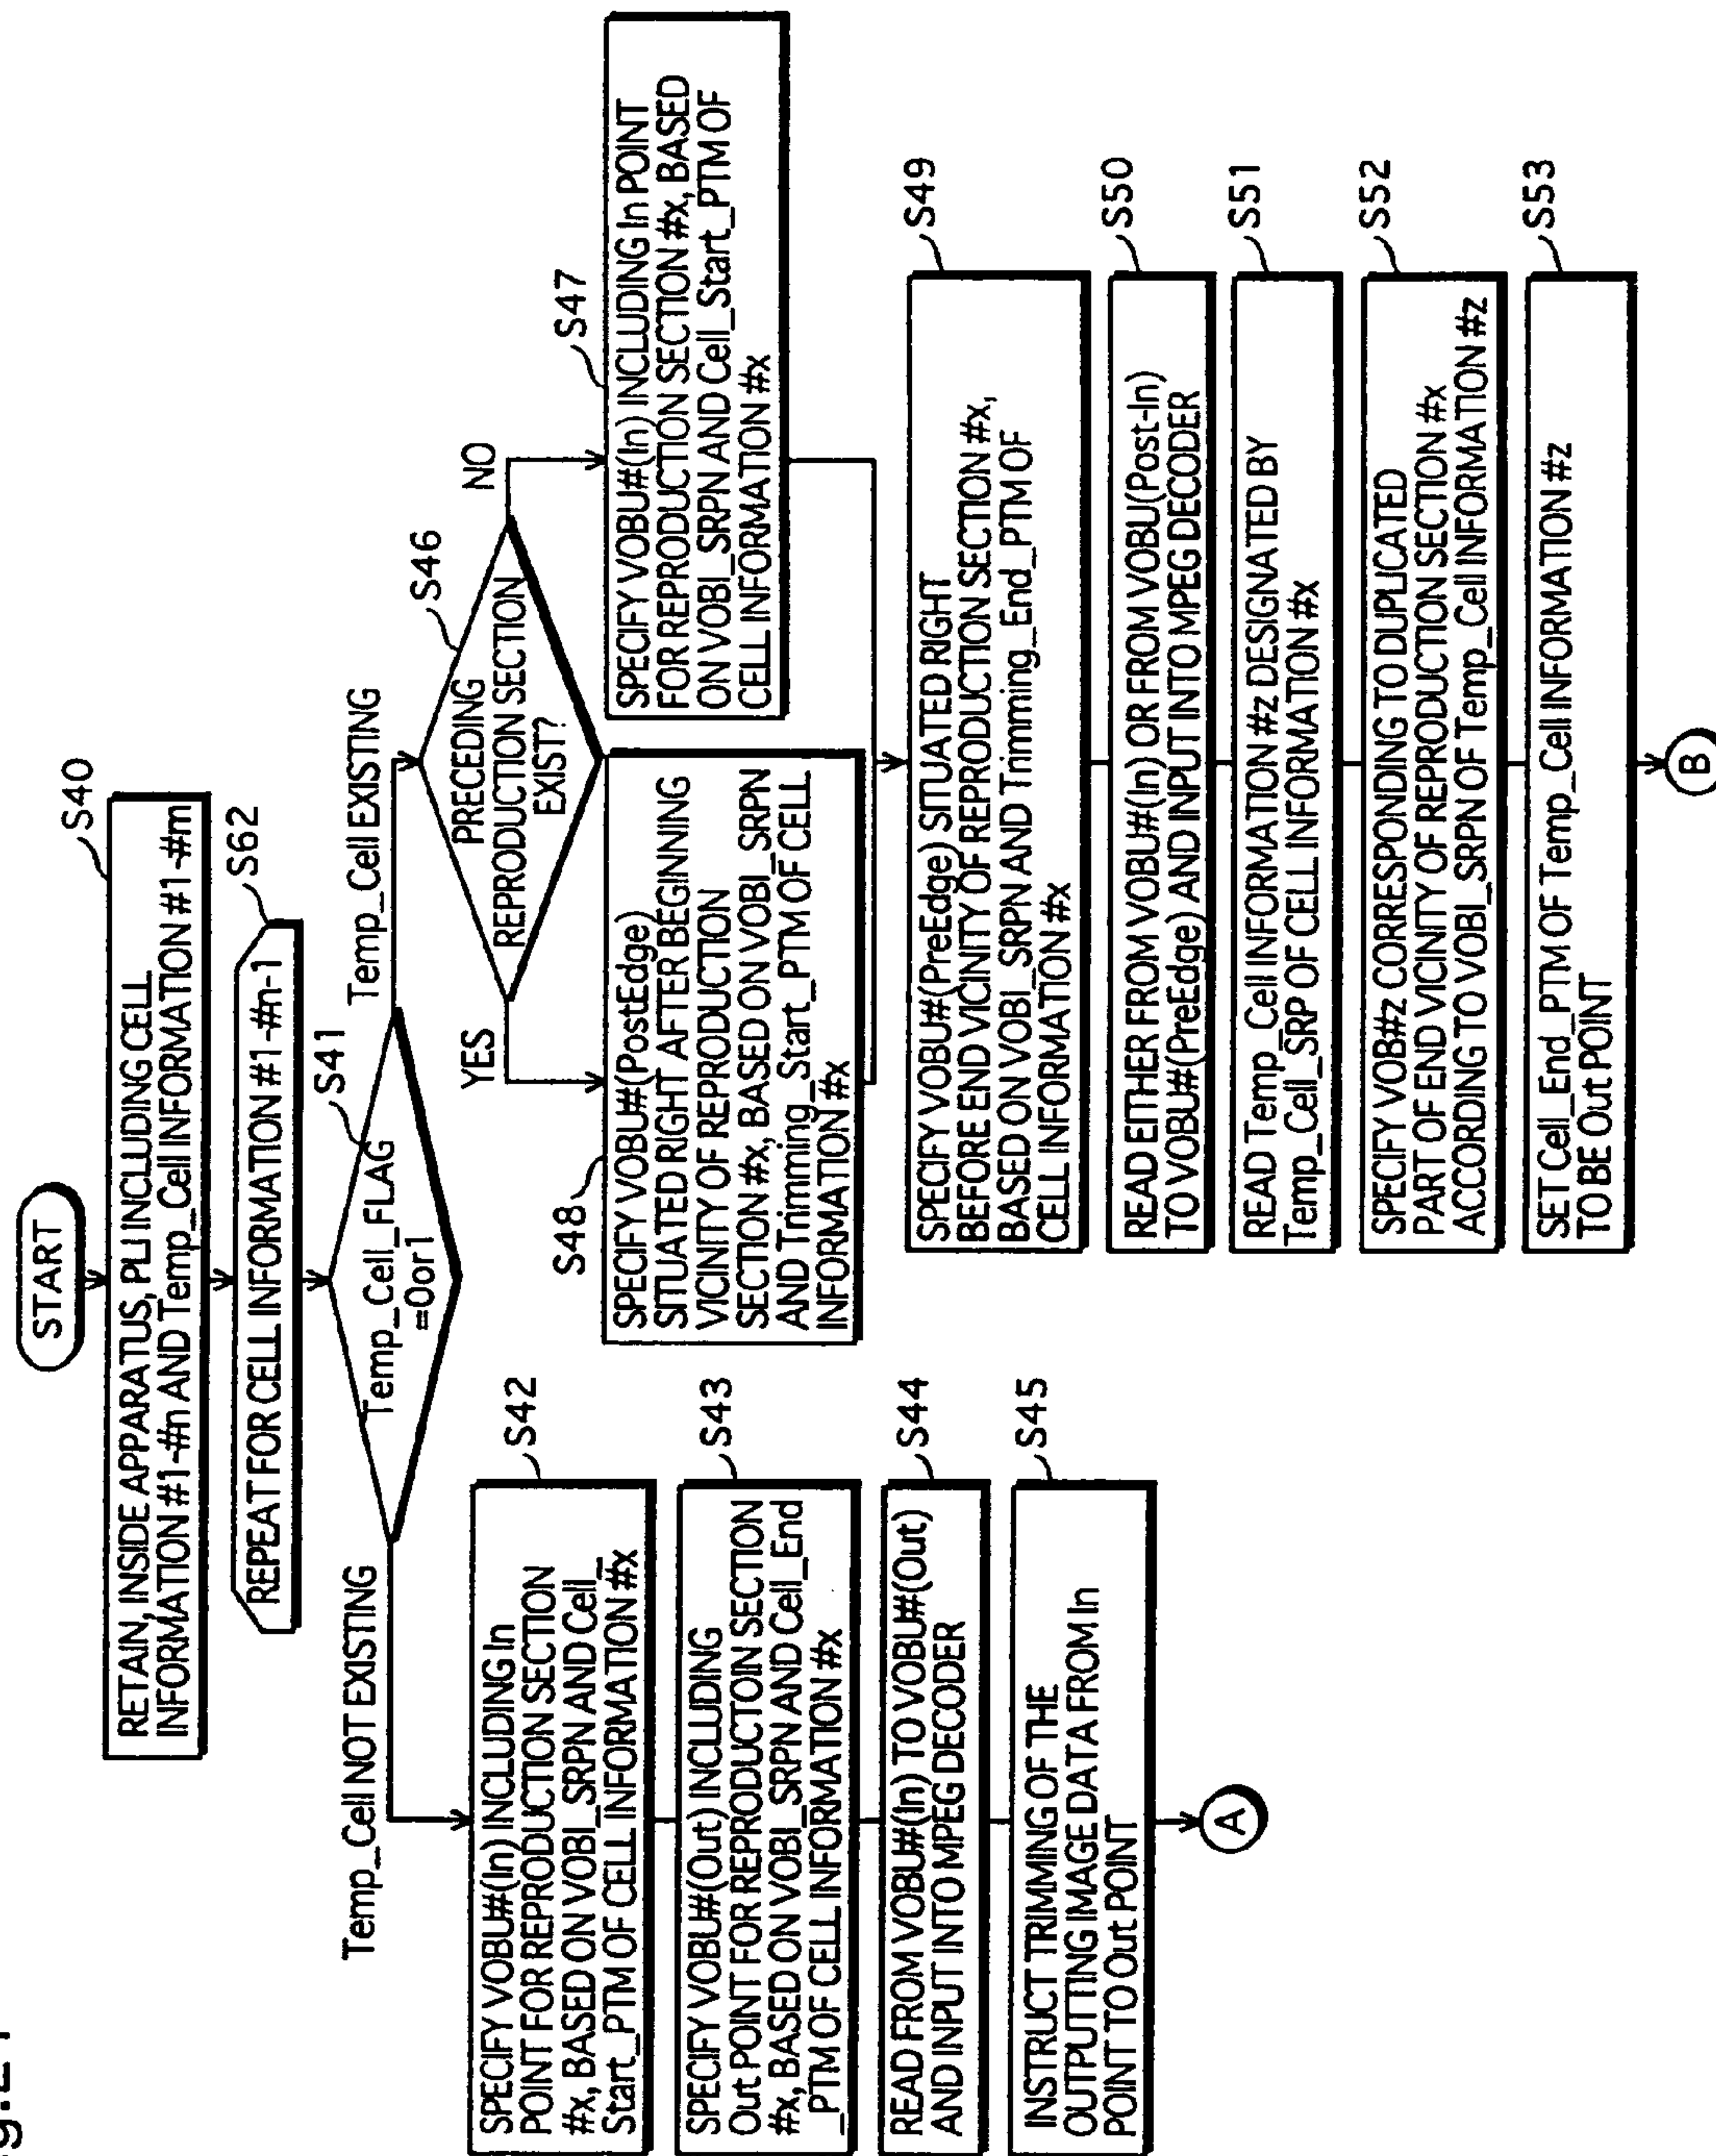 START
S40
RETAIN, INSIDE APPARATUS, PLI INCLUDING CELL
INFORMATION #1-#n AND Temp_Cell INFORMATION #1-#m
S62
REPEAT FOR CELL INFORMATION #1-#n-1
S41
Temp_Cell_FLAG
=0or1
Temp_Cell NOT EXISTING
Temp_Cell EXISTING
S42
SPECIFY VOBU#(In) INCLUDING In
POINT FOR REPRODUCTION SECTION
#x, BASED ON VOBI_SRPN AND Cell_
Start_PTM OF CELL INFORMATION #x
S43
SPECIFY VOBU#(Out) INCLUDING
Out POINT FOR REPRODUCTOIN SECTION
#x, BASED ON VOBI_SRPN AND Cell_End
_PTM OF CELL INFORMATION #x
S44
READ FROM VOBU#(In) TO VOBU#(Out)
AND INPUT INTO MPEG DECODER
S45
INSTRUCT TRIMMING OF THE
OUTPUTTING IMAGE DATA FROM In
POINT TO Out POINT
A
S46
PRECEDING
REPRODUCTION SECTION
EXIST?
YES
NO
S48
SPECIFY VOBU#(PostEdge)
SITUATED RIGHT AFTER BEGINNING
VICINITY OF REPRODUCTION
SECTION #x, BASED ON VOBI_SRPN
AND Trimming_Start_PTM OF CELL
INFORMATION #x
S47
SPECIFY VOBU#(In) INCLUDING In POINT
FOR REPRODUCTION SECTION #x, BASED
ON VOBI_SRPN AND Cell_Start_PTM OF
CELL INFORMATION #x
S49
SPECIFY VOBU#(PreEdge) SITUATED RIGHT
BEFORE END VICINITY OF REPRODUCTION SECTION #x,
BASED ON VOBI_SRPN AND Trimming_End_PTM OF
CELL INFORMATION #x
S50
READ EITHER FROM VOBU#(In) OR FROM VOBU(Post-In)
TO VOBU#(PreEdge) AND INPUT INTO MPEG DECODER
S51
READ Temp_Cell INFORMATION #z DESIGNATED BY
Temp_Cell_SRP OF CELL INFORMATION #x
S52
SPECIFY VOB#z CORRESPONDING TO DUPLICATED
PART OF END VICINITY OF REPRODUCTION SECTION #x
ACCORDING TO VOBI_SRPN OF Temp_Cell INFORMATION #z
S53
SET Cell_End_PTM OF Temp_Cell INFORMATION #z
TO BE Out POINT
B